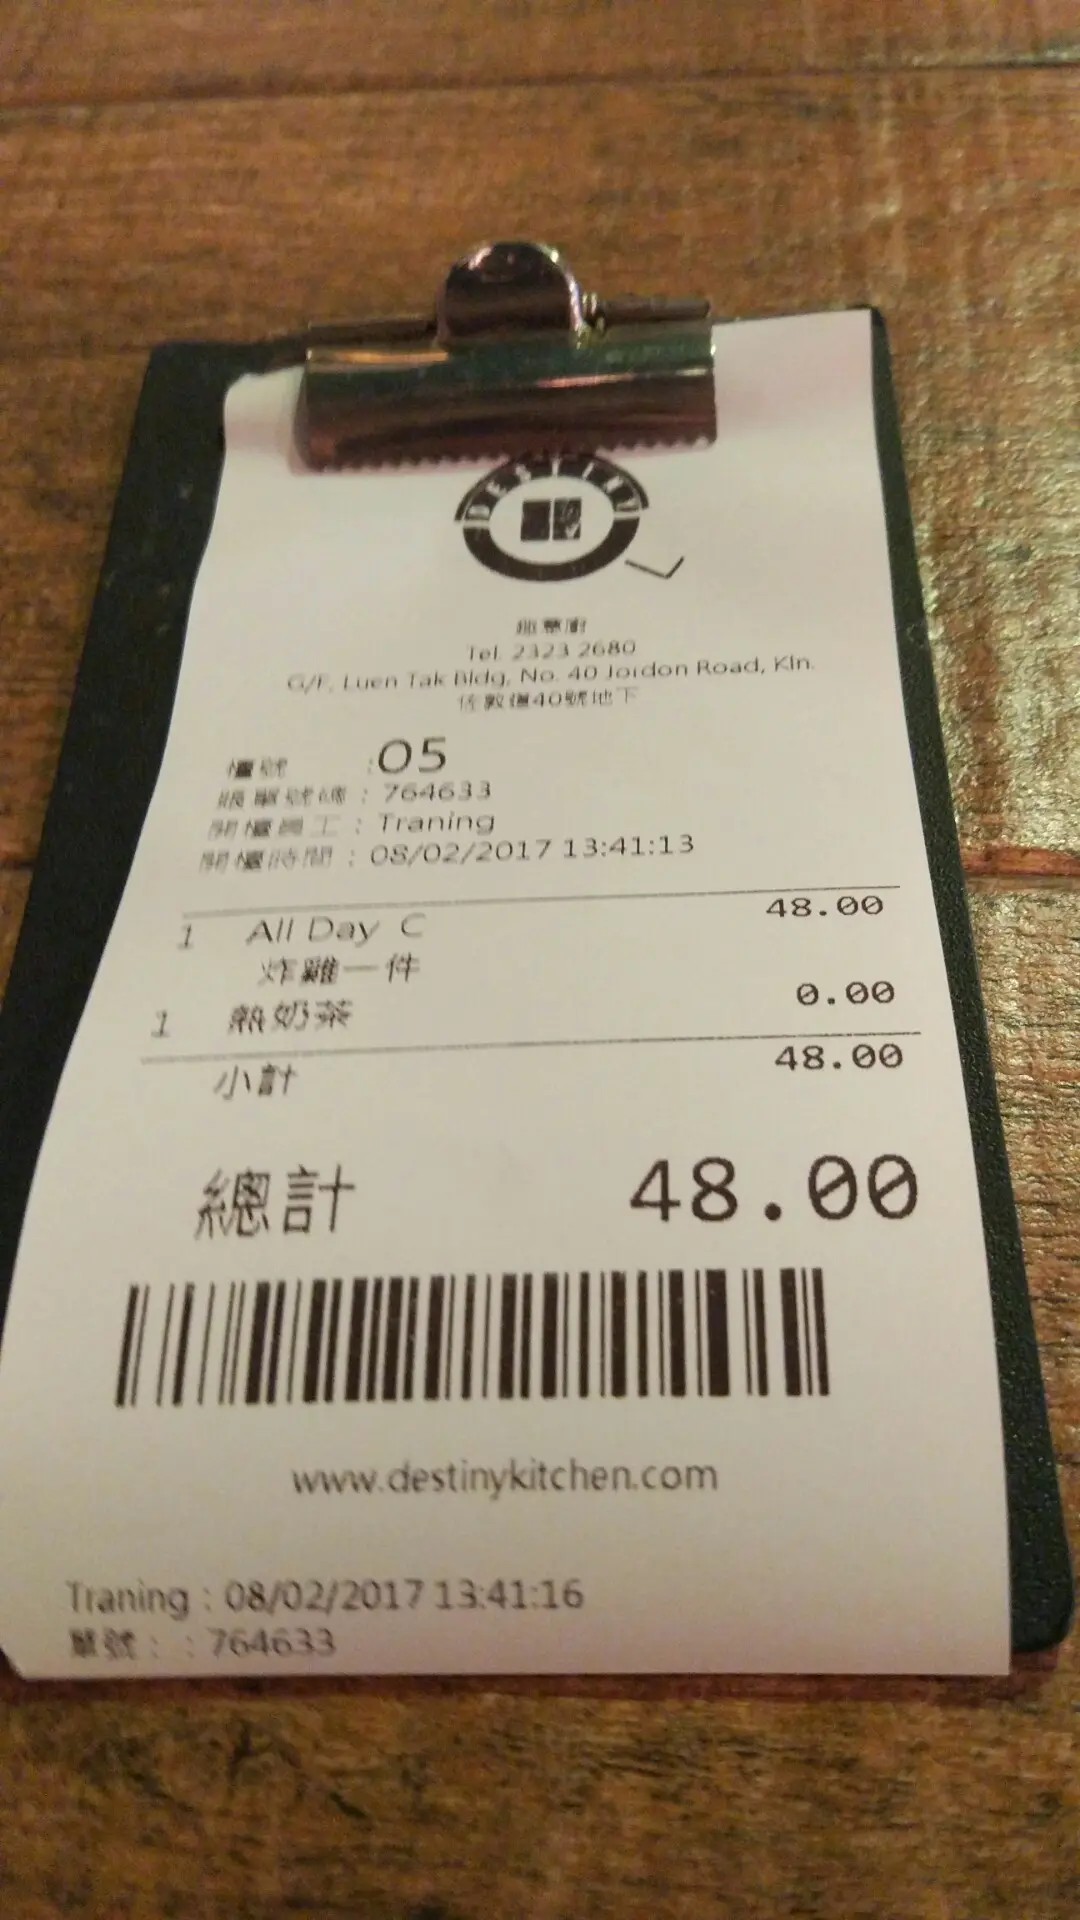 DESTINY
Tel. 2323 2680
G/F, Luen Tak Bldg, No. 40 Jordon Road, Kln.
佐敦道40號地下
檯號 :O5
賬單號碼 : 764633
開檯員工 : Traning
開檯時間 : 08/02/2017 13:41:13
1 All Day C 48.00
炸雞一件
1 熱奶茶 0.00
小計 48.00
總計 48.00
www.destinykitchen.com
Traning : 08/02/2017 13:41:16
單號 : : 764633